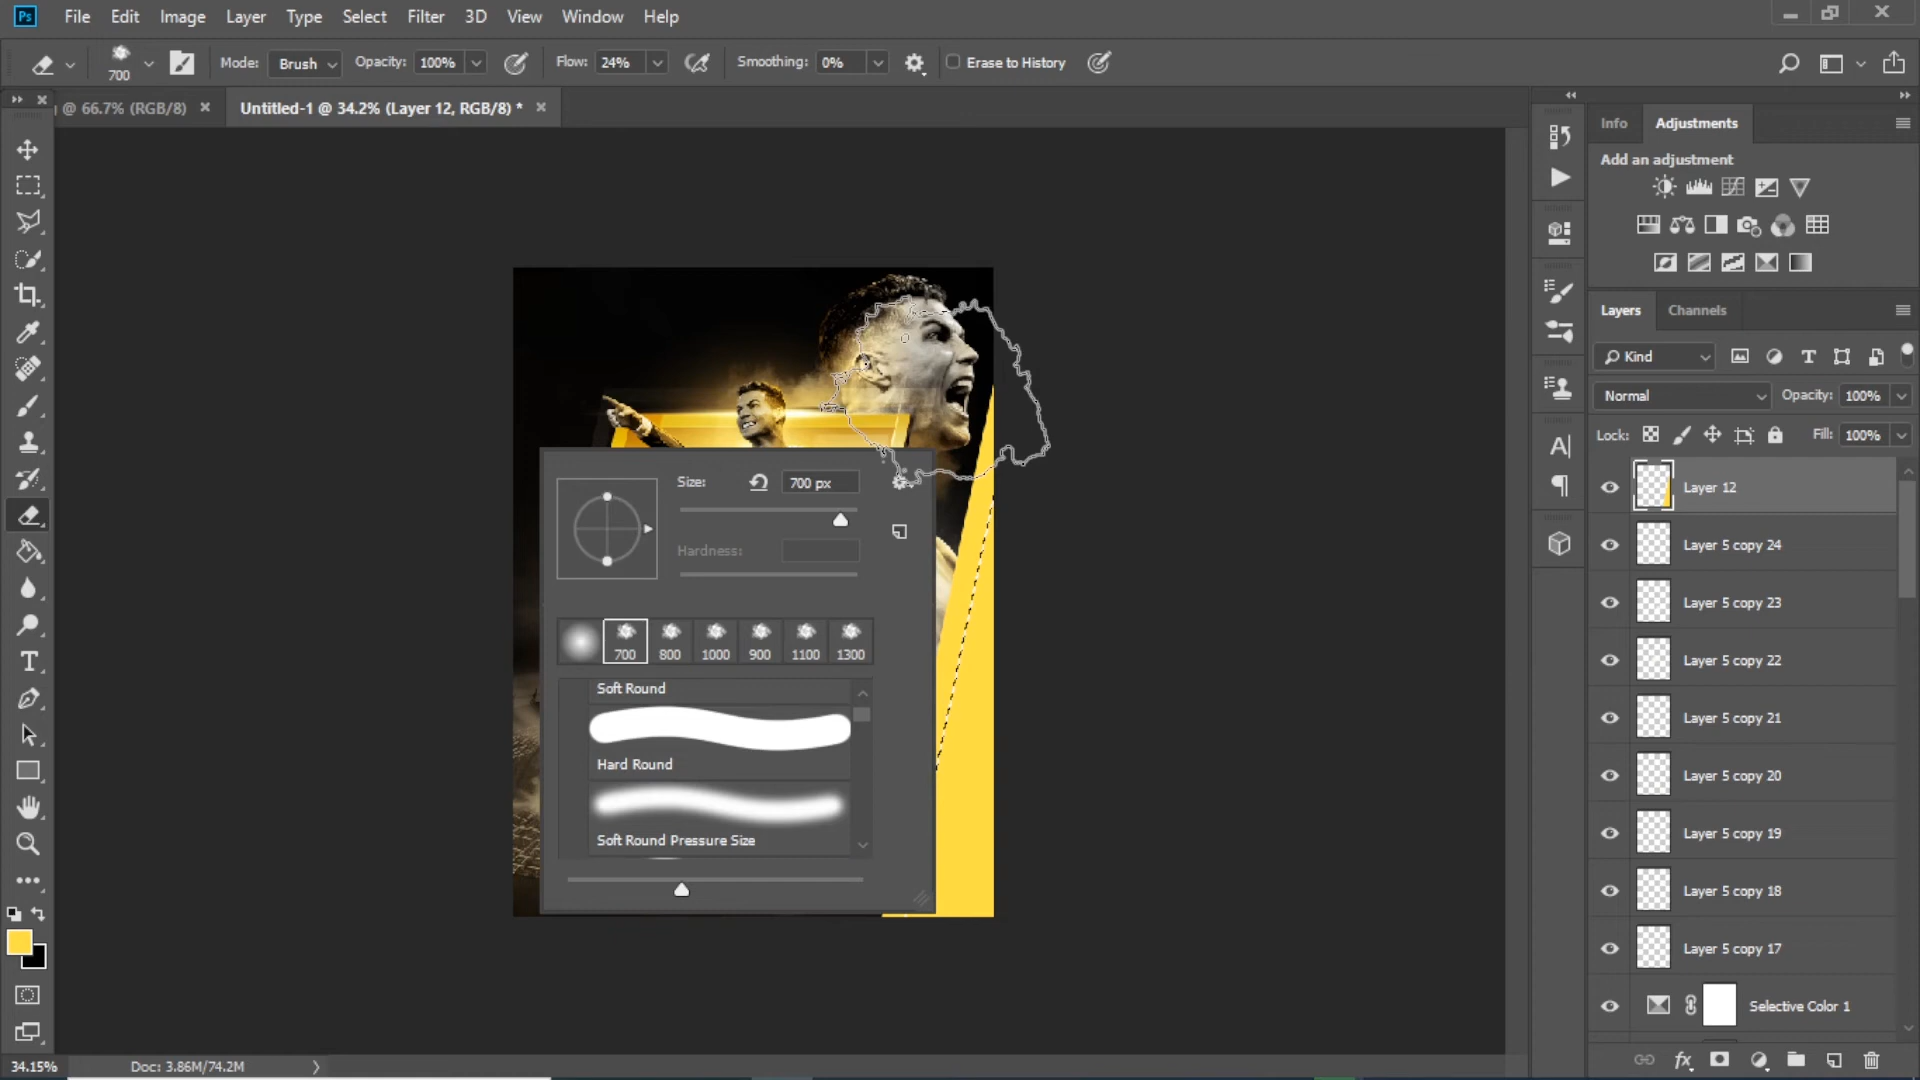 Ps File Edit Image Layer Type Select Filter 3D View Window Help
700 Mode: Brush Opacity: 100% Flow: 24% Smoothing: 0% Erase to History
@ 66.7% (RGB/8) × Untitled-1 @ 34.2% (Layer 12, RGB/8) * ×
Info Adjustments
Add an adjustment
Layers Channels
Kind
Normal Opacity: 100%
Lock: Fill: 100%
Layer 12
Layer 5 copy 24
Layer 5 copy 23
Layer 5 copy 22
Layer 5 copy 21
Layer 5 copy 20
Layer 5 copy 19
Layer 5 copy 18
Layer 5 copy 17
Selective Color 1
Size: 700 px
Hardness:
700 800 1000 900 1100 1300
Soft Round
Hard Round
Soft Round Pressure Size
34.15% Doc: 3.86M/74.2M